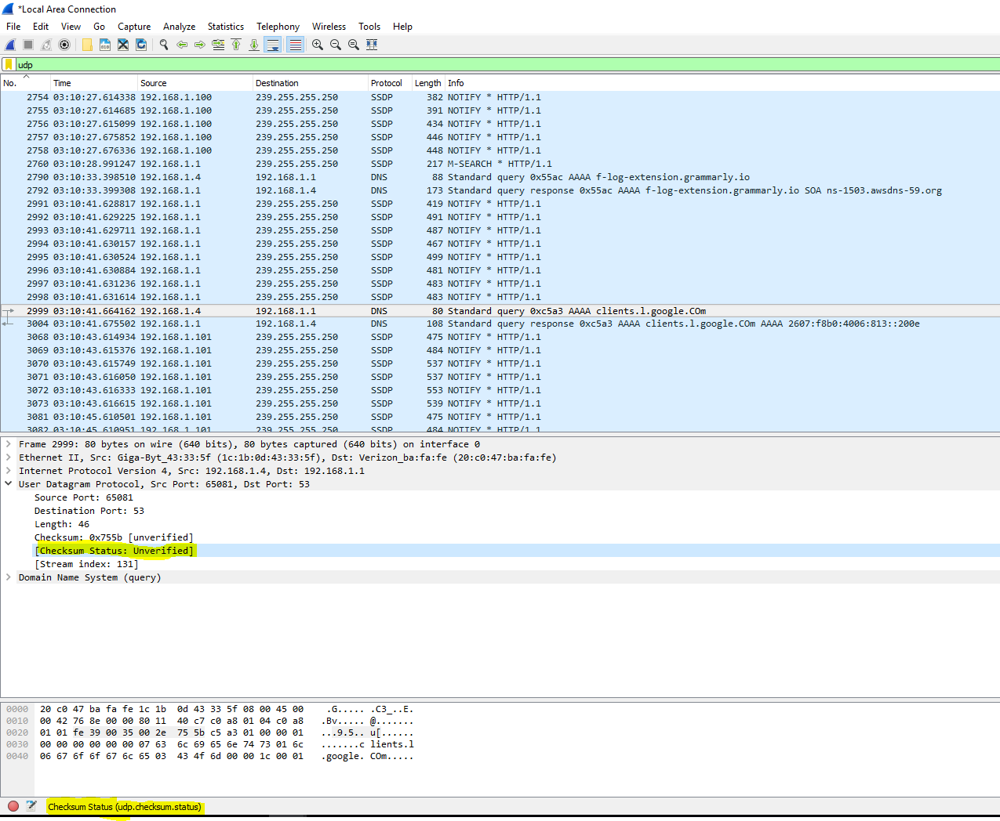 *Local Area Connection
File Edit View Go Capture Analyze Statistics Telephony Wireless Tools Help
udp
No. Time Source Destination Protocol Length Info
2754 03:10:27.614338 192.168.1.100 239.255.255.250 SSDP 382 NOTIFY * HTTP/1.1
2755 03:10:27.614685 192.168.1.100 239.255.255.250 SSDP 391 NOTIFY * HTTP/1.1
2756 03:10:27.615099 192.168.1.100 239.255.255.250 SSDP 434 NOTIFY * HTTP/1.1
2757 03:10:27.675852 192.168.1.100 239.255.255.250 SSDP 446 NOTIFY * HTTP/1.1
2758 03:10:27.676336 192.168.1.100 239.255.255.250 SSDP 448 NOTIFY * HTTP/1.1
2760 03:10:28.991247 192.168.1.1 239.255.255.250 SSDP 217 M-SEARCH * HTTP/1.1
2790 03:10:33.398510 192.168.1.4 192.168.1.1 DNS 88 Standard query 0x55ac AAAA f-log-extension.grammarly.io
2792 03:10:33.399308 192.168.1.1 192.168.1.4 DNS 173 Standard query response 0x55ac AAAA f-log-extension.grammarly.io SOA ns-1503.awsdns-59.org
2991 03:10:41.628817 192.168.1.1 239.255.255.250 SSDP 419 NOTIFY * HTTP/1.1
2992 03:10:41.629225 192.168.1.1 239.255.255.250 SSDP 491 NOTIFY * HTTP/1.1
2993 03:10:41.629711 192.168.1.1 239.255.255.250 SSDP 487 NOTIFY * HTTP/1.1
2994 03:10:41.630157 192.168.1.1 239.255.255.250 SSDP 467 NOTIFY * HTTP/1.1
2995 03:10:41.630524 192.168.1.1 239.255.255.250 SSDP 499 NOTIFY * HTTP/1.1
2996 03:10:41.630884 192.168.1.1 239.255.255.250 SSDP 481 NOTIFY * HTTP/1.1
2997 03:10:41.631236 192.168.1.1 239.255.255.250 SSDP 483 NOTIFY * HTTP/1.1
2998 03:10:41.631614 192.168.1.1 239.255.255.250 SSDP 483 NOTIFY * HTTP/1.1
2999 03:10:41.664162 192.168.1.4 192.168.1.1 DNS 80 Standard query 0xc5a3 AAAA clients.l.google.COm
3004 03:10:41.675502 192.168.1.1 192.168.1.4 DNS 108 Standard query response 0xc5a3 AAAA clients.l.google.COm AAAA 2607:f8b0:4006:813::200e
3068 03:10:43.614934 192.168.1.101 239.255.255.250 SSDP 475 NOTIFY * HTTP/1.1
3069 03:10:43.615376 192.168.1.101 239.255.255.250 SSDP 484 NOTIFY * HTTP/1.1
3070 03:10:43.615749 192.168.1.101 239.255.255.250 SSDP 537 NOTIFY * HTTP/1.1
3071 03:10:43.616050 192.168.1.101 239.255.255.250 SSDP 537 NOTIFY * HTTP/1.1
3072 03:10:43.616333 192.168.1.101 239.255.255.250 SSDP 553 NOTIFY * HTTP/1.1
3073 03:10:43.616615 192.168.1.101 239.255.255.250 SSDP 539 NOTIFY * HTTP/1.1
3081 03:10:45.610501 192.168.1.101 239.255.255.250 SSDP 475 NOTIFY * HTTP/1.1
3082 03:10:45.610951 192.168.1.101 239.255.255.250 SSDP 484 NOTIFY * HTTP/1.1
Frame 2999: 80 bytes on wire (640 bits), 80 bytes captured (640 bits) on interface 0
Ethernet II, Src: Giga-Byt_43:33:5f (1c:1b:0d:43:33:5f), Dst: Verizon_ba:fa:fe (20:c0:47:ba:fa:fe)
Internet Protocol Version 4, Src: 192.168.1.4, Dst: 192.168.1.1
User Datagram Protocol, Src Port: 65081, Dst Port: 53
Source Port: 65081
Destination Port: 53
Length: 46
Checksum: 0x755b [unverified]
[Checksum Status: Unverified]
[Stream index: 131]
Domain Name System (query)
0000 20 c0 47 ba fa fe 1c 1b 0d 43 33 5f 08 00 45 00 .G..... .C3_..E.
0010 00 42 76 8e 00 00 80 11 40 c7 c0 a8 01 04 c0 a8 .Bv..... @.......
0020 01 01 fe 39 00 35 00 2e 75 5b c5 a3 01 00 00 01 ...9.5.. u[......
0030 00 00 00 00 00 00 07 63 6c 69 65 6e 74 73 01 6c .......c lients.l
0040 06 67 6f 6f 67 6c 65 03 43 4f 6d 00 00 1c 00 01 .google. COm.....
Checksum Status (udp.checksum.status)